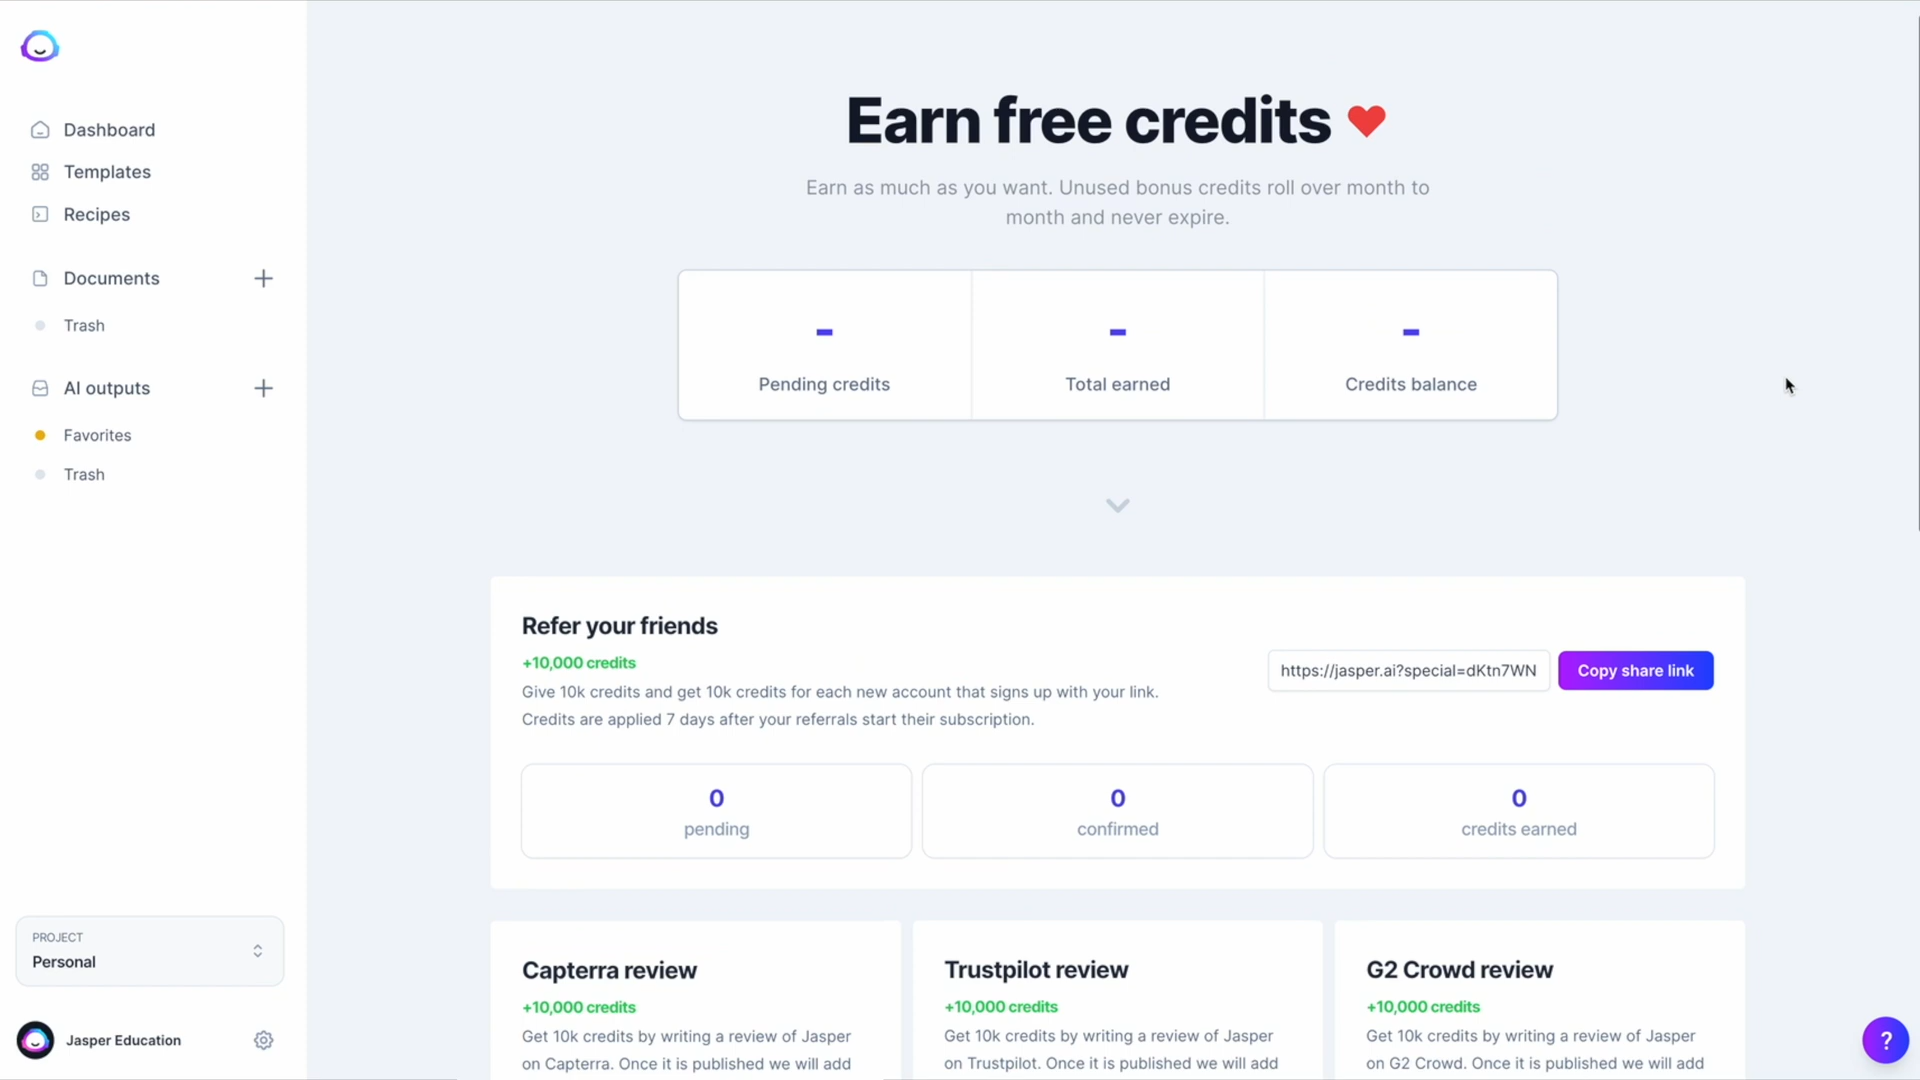 Dashboard
Templates
Recipes
Documents
Trash
AI outputs
Favorites
Trash
PROJECT
Personal
Jasper Education
Earn free credits
Earn as much as you want. Unused bonus credits roll over month to
month and never expire.
-
Pending credits
-
Total earned
-
Credits balance
Refer your friends
+10,000 credits
Give 10k credits and get 10k credits for each new account that signs up with your link.
Credits are applied 7 days after your referrals start their subscription.
https://jasper.ai?special=dKtn7WN
Copy share link
0
pending
0
confirmed
0
credits earned
Capterra review
+10,000 credits
Get 10k credits by writing a review of Jasper
on Capterra. Once it is published we will add
Trustpilot review
+10,000 credits
Get 10k credits by writing a review of Jasper
on Trustpilot. Once it is published we will add
G2 Crowd review
+10,000 credits
Get 10k credits by writing a review of Jasper
on G2 Crowd. Once it is published we will add
?